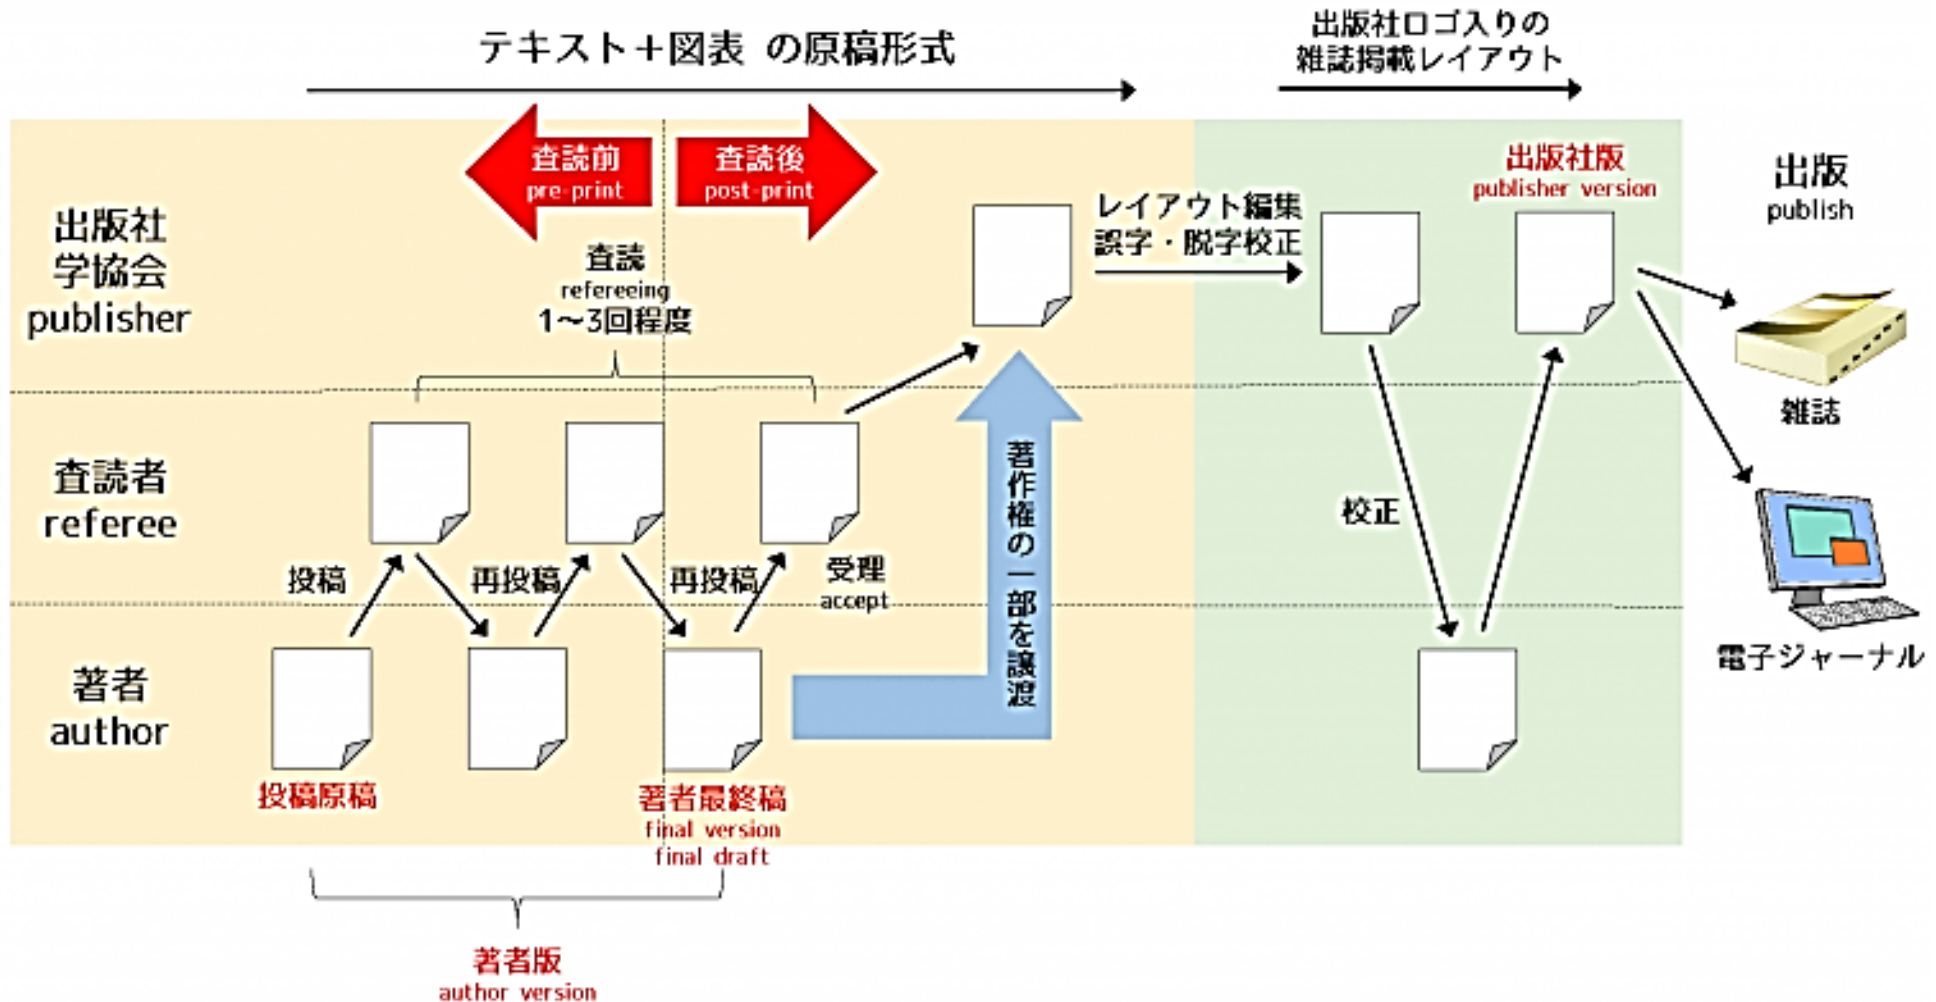 テキスト＋図表 の原稿形式
出版社ロゴ入りの
雑誌掲載レイアウト
査読前
pre-print
査読後
post-print
出版社版
publisher version
出版
publish
出版社
学協会
publisher
査読
refereeing
1〜3回程度
レイアウト編集
誤字・脱字校正
雑誌
査読者
referee
著作権の一部を譲渡
校正
投稿
再投稿
再投稿
受理
accept
電子ジャーナル
著者
author
投稿原稿
著者最終稿
final version
final draft
著者版
author version